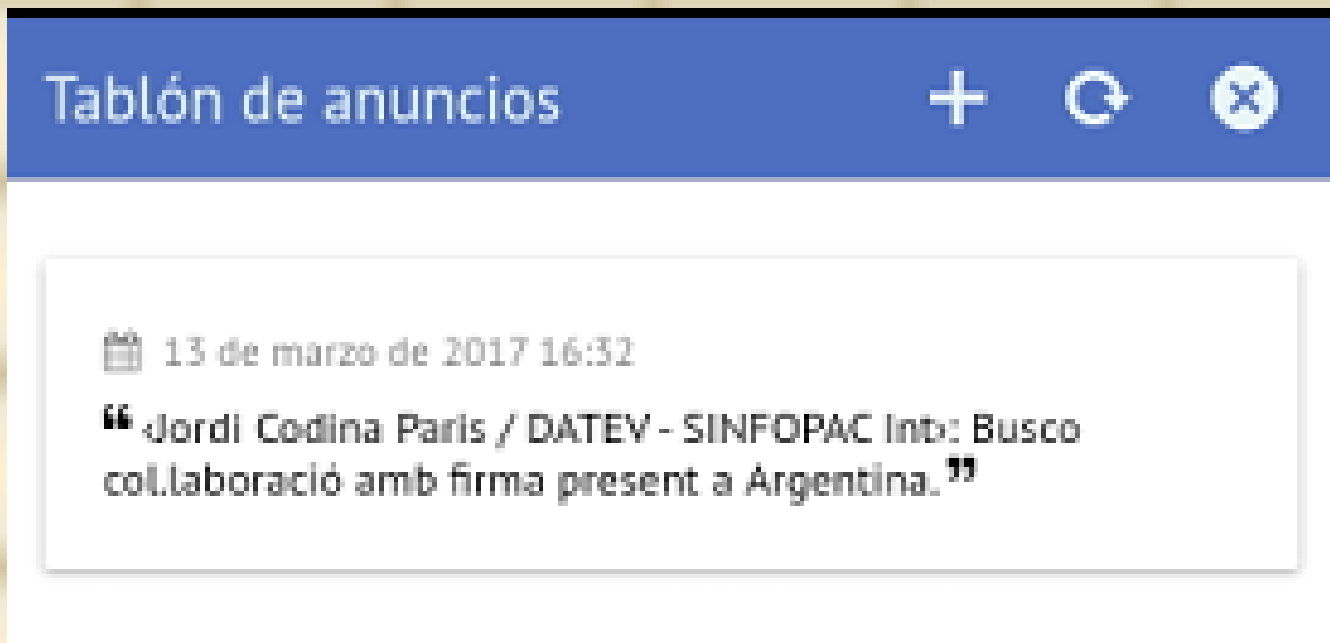 Tablón de anuncios
13 de marzo de 2017 16:32
“ <Jordi Codina Paris / DATEV - SINFOPAC Int>: Busco
col.laboració amb firma present a Argentina. ”